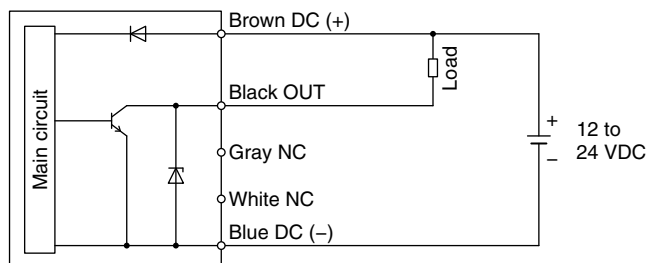 Brown DC (+)
Load
Black OUT
Main circuit
Gray NC
White NC
Blue DC (−)
+
12 to
24 VDC
−